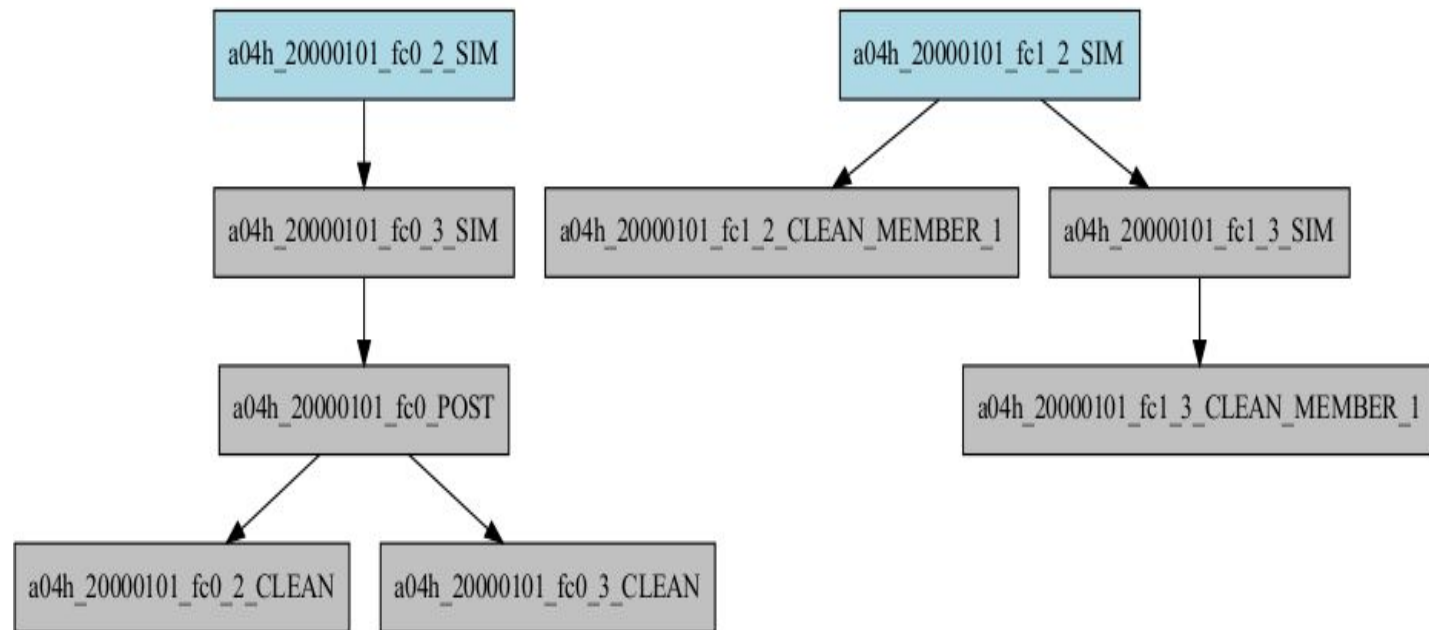 a04h_20000101_fc0_2_SIM
a04h_20000101_fc1_2_SIM
a04h_20000101_fc0_3_SIM
a04h_20000101_fc1_2_CLEAN_MEMBER_1
a04h_20000101_fc1_3_SIM
a04h_20000101_fc0_POST
a04h_20000101_fc1_3_CLEAN_MEMBER_1
a04h_20000101_fc0_2_CLEAN
a04h_20000101_fc0_3_CLEAN